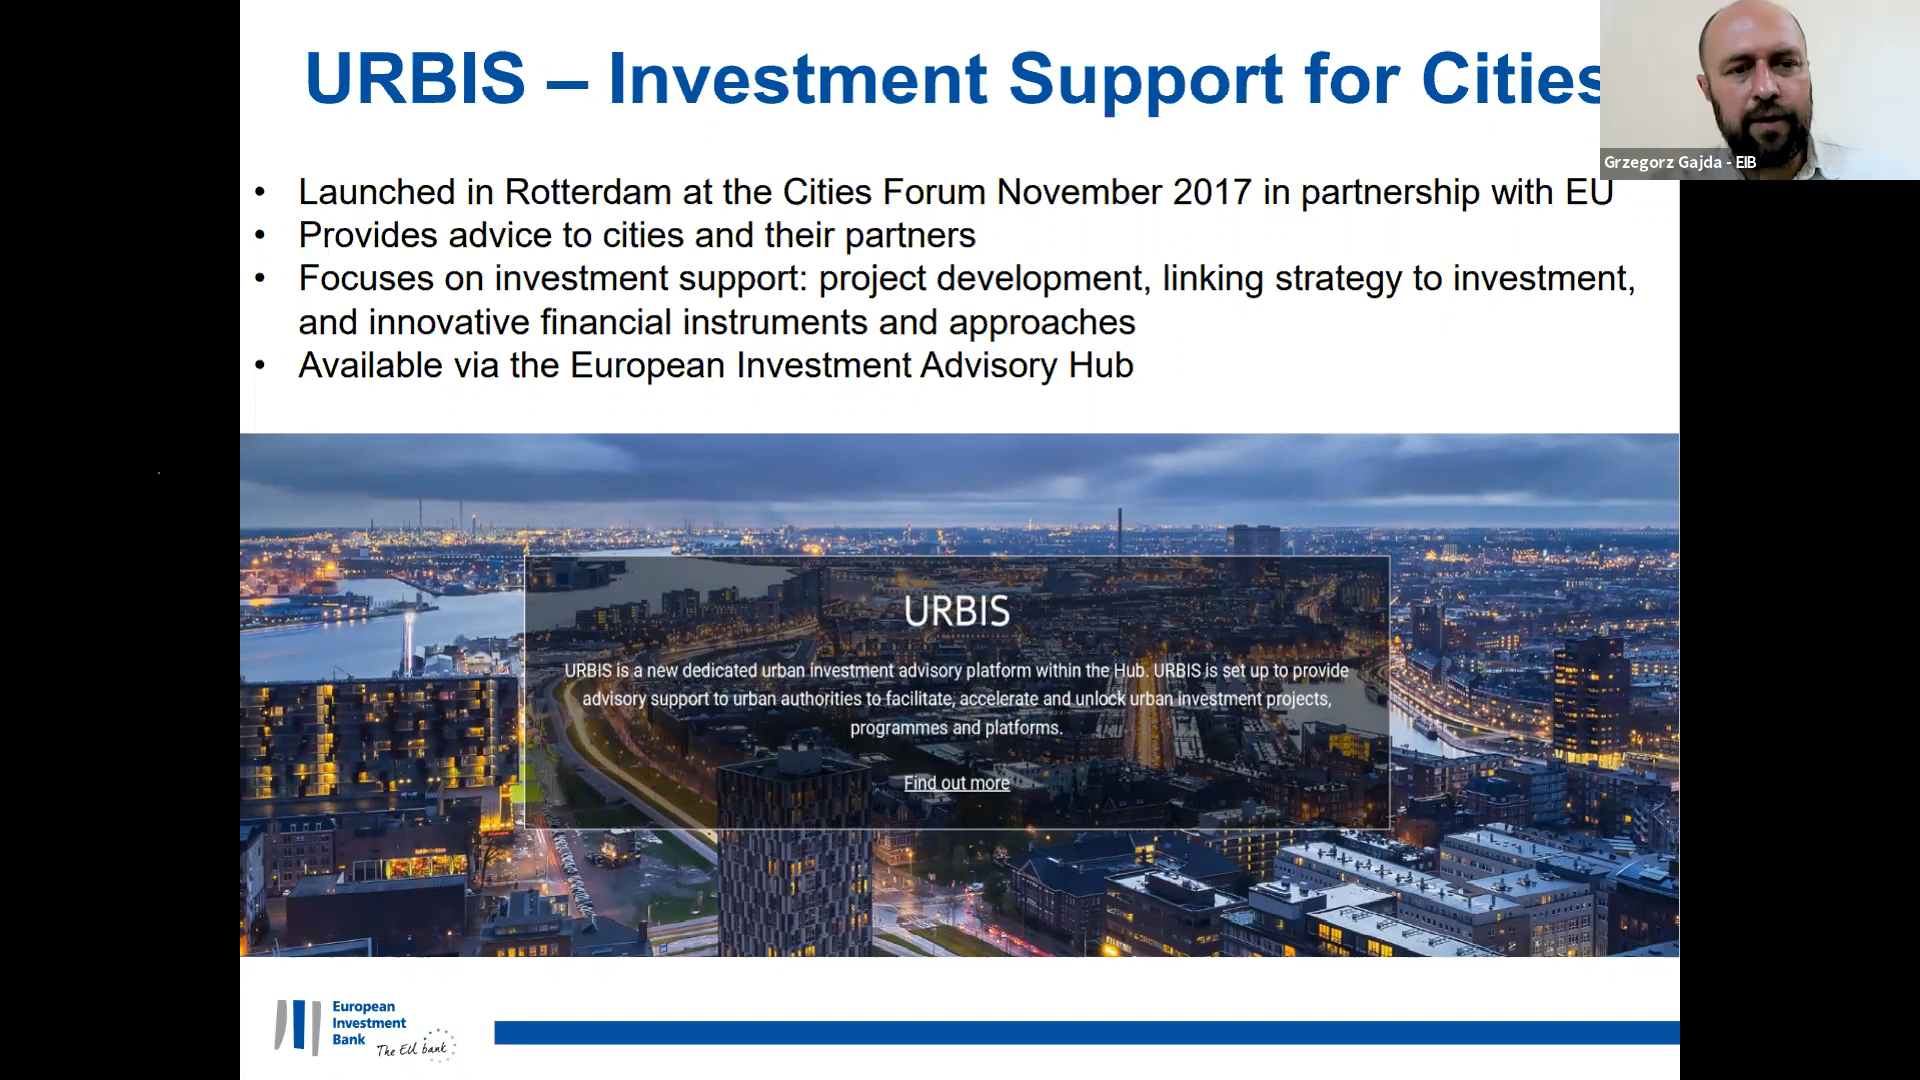 URBIS – Investment Support for Cities
Grzegorz Gajda - EIB
• Launched in Rotterdam at the Cities Forum November 2017 in partnership with EU
• Provides advice to cities and their partners
• Focuses on investment support: project development, linking strategy to investment,
and innovative financial instruments and approaches
• Available via the European Investment Advisory Hub
URBIS
URBIS is a new dedicated urban investment advisory platform within the Hub. URBIS is set up to provide
advisory support to urban authorities to facilitate, accelerate and unlock urban investment projects,
programmes and platforms.
Find out more
European
Investment
Bank
The EU bank